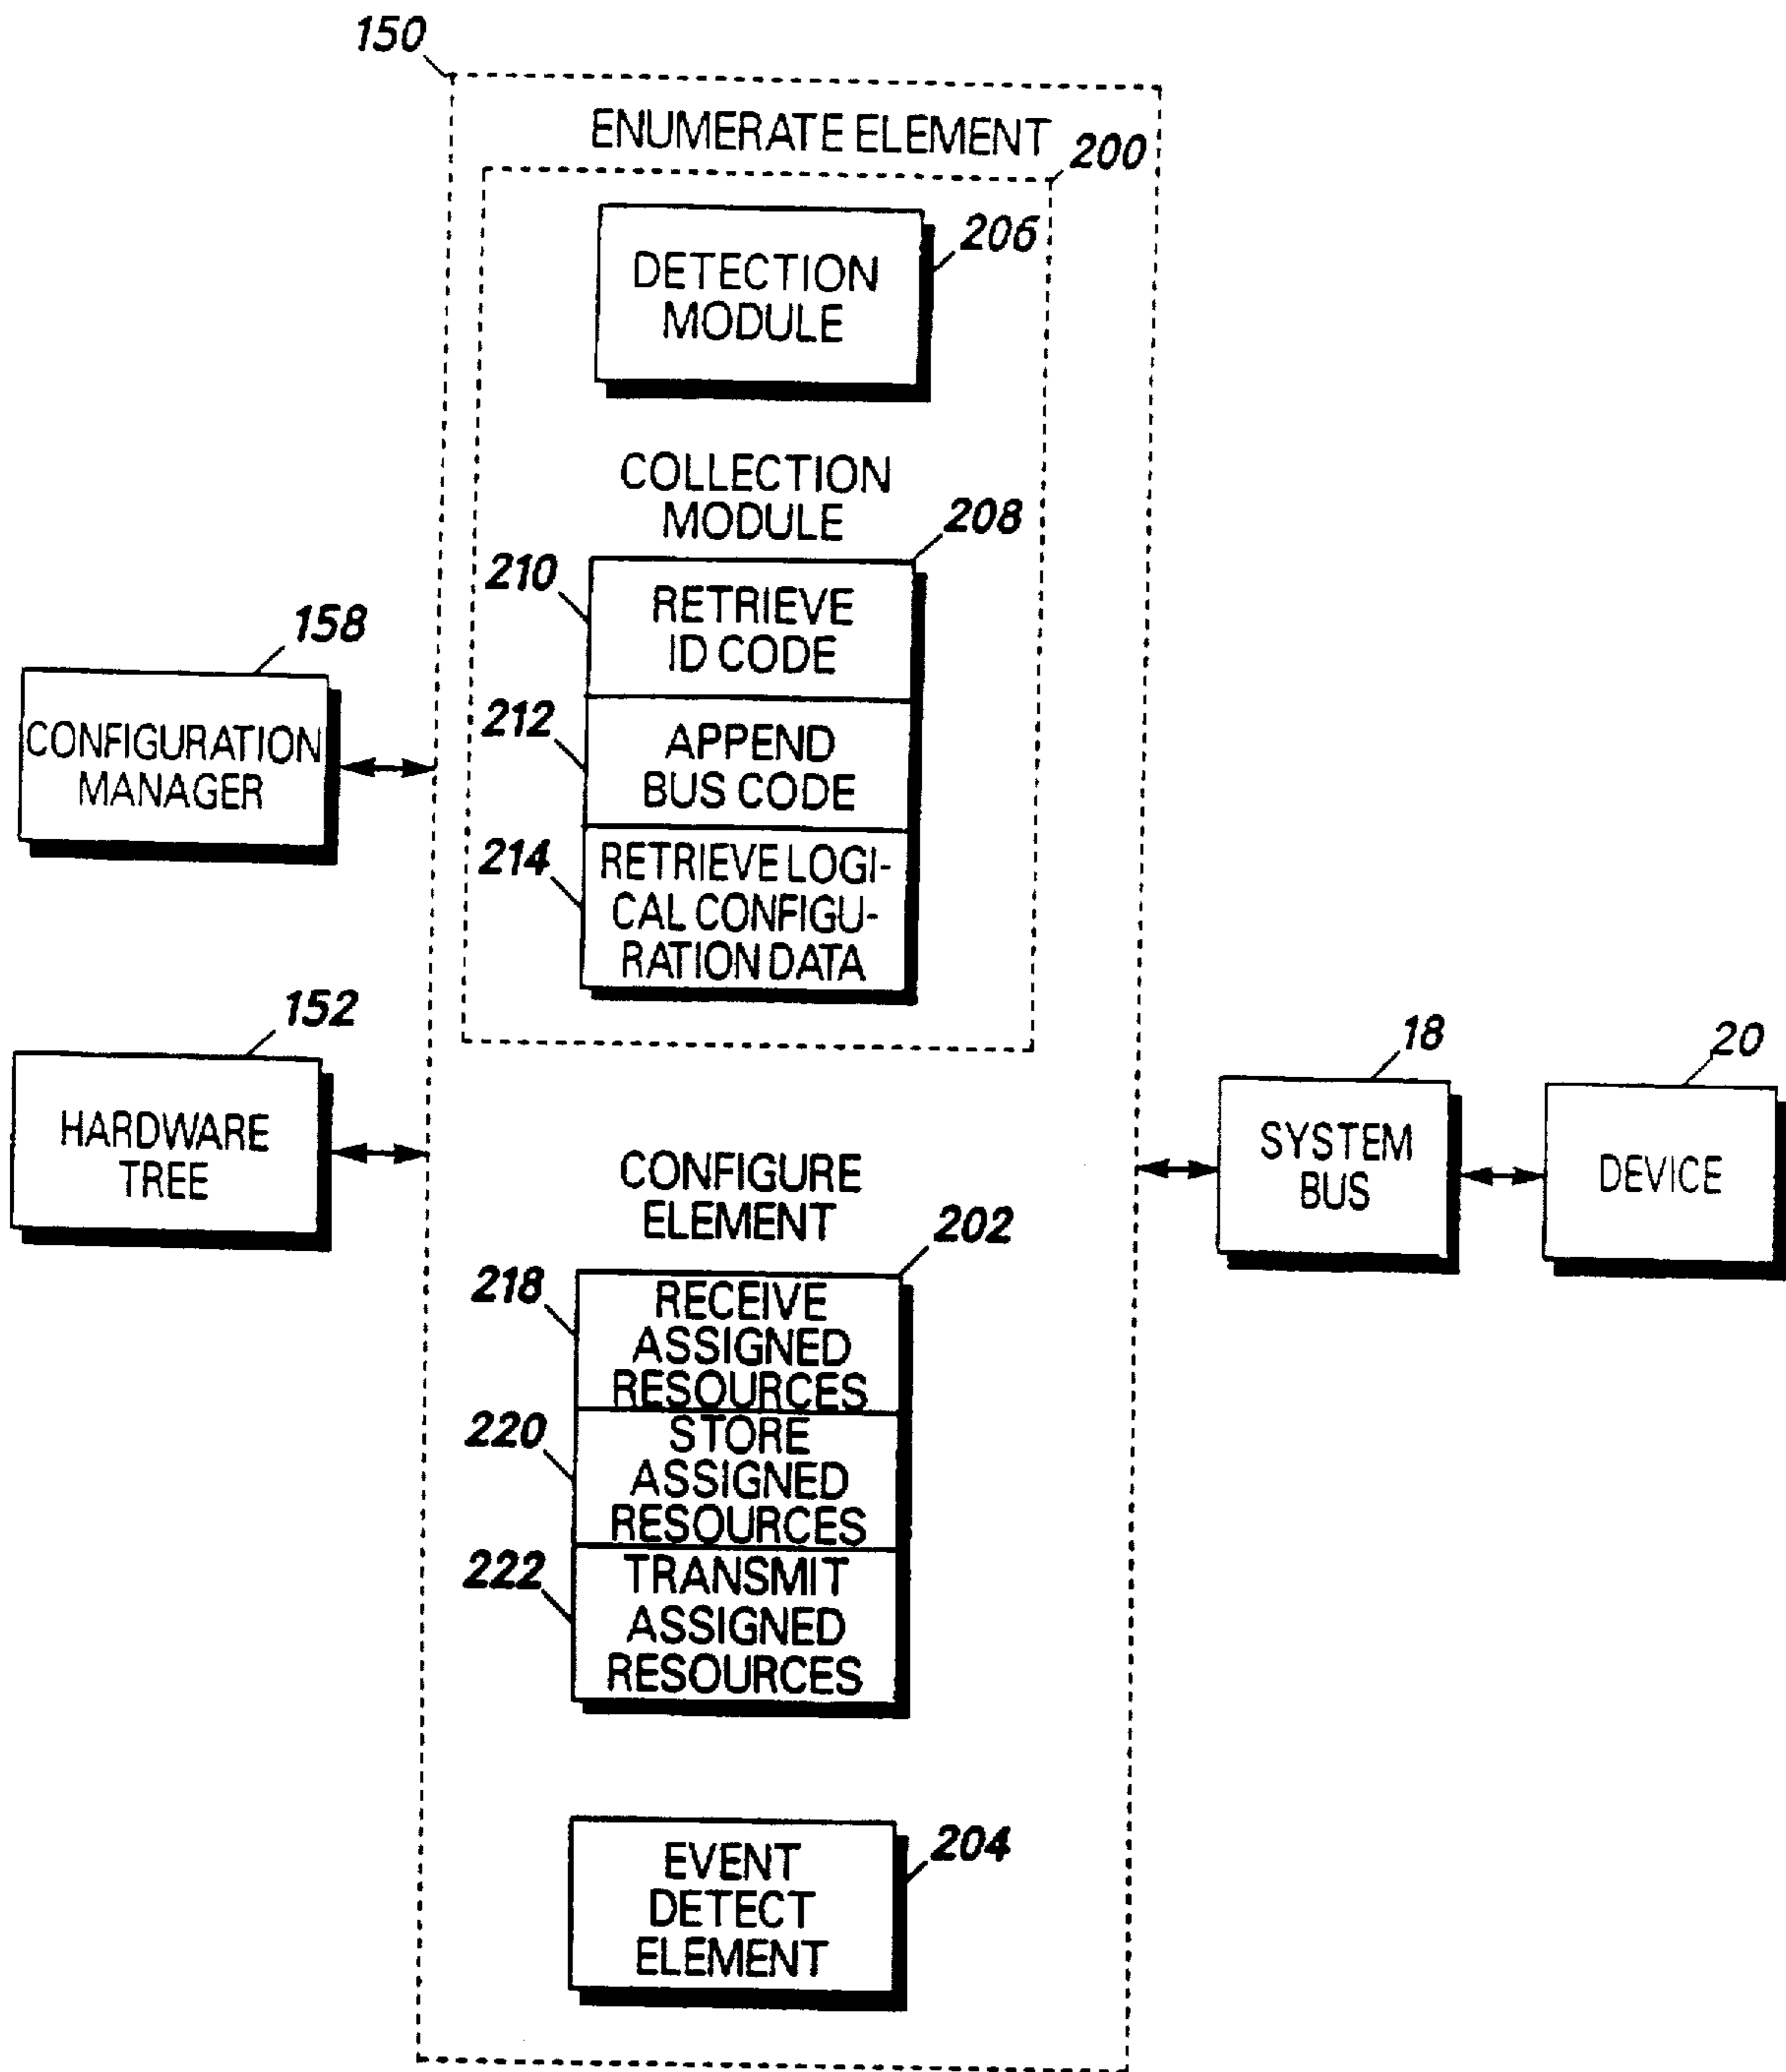 150
ENUMERATE ELEMENT
200
DETECTION
MODULE
206
COLLECTION
MODULE
208
210
RETRIEVE
ID CODE
212
APPEND
BUS CODE
214
RETRIEVE LOGI-
CAL CONFIGU-
RATION DATA
158
CONFIGURATION
MANAGER
152
HARDWARE
TREE
18
SYSTEM
BUS
20
DEVICE
CONFIGURE
ELEMENT
202
218
RECEIVE
ASSIGNED
RESOURCES
220
STORE
ASSIGNED
RESOURCES
222
TRANSMIT
ASSIGNED
RESOURCES
EVENT
DETECT
ELEMENT
204